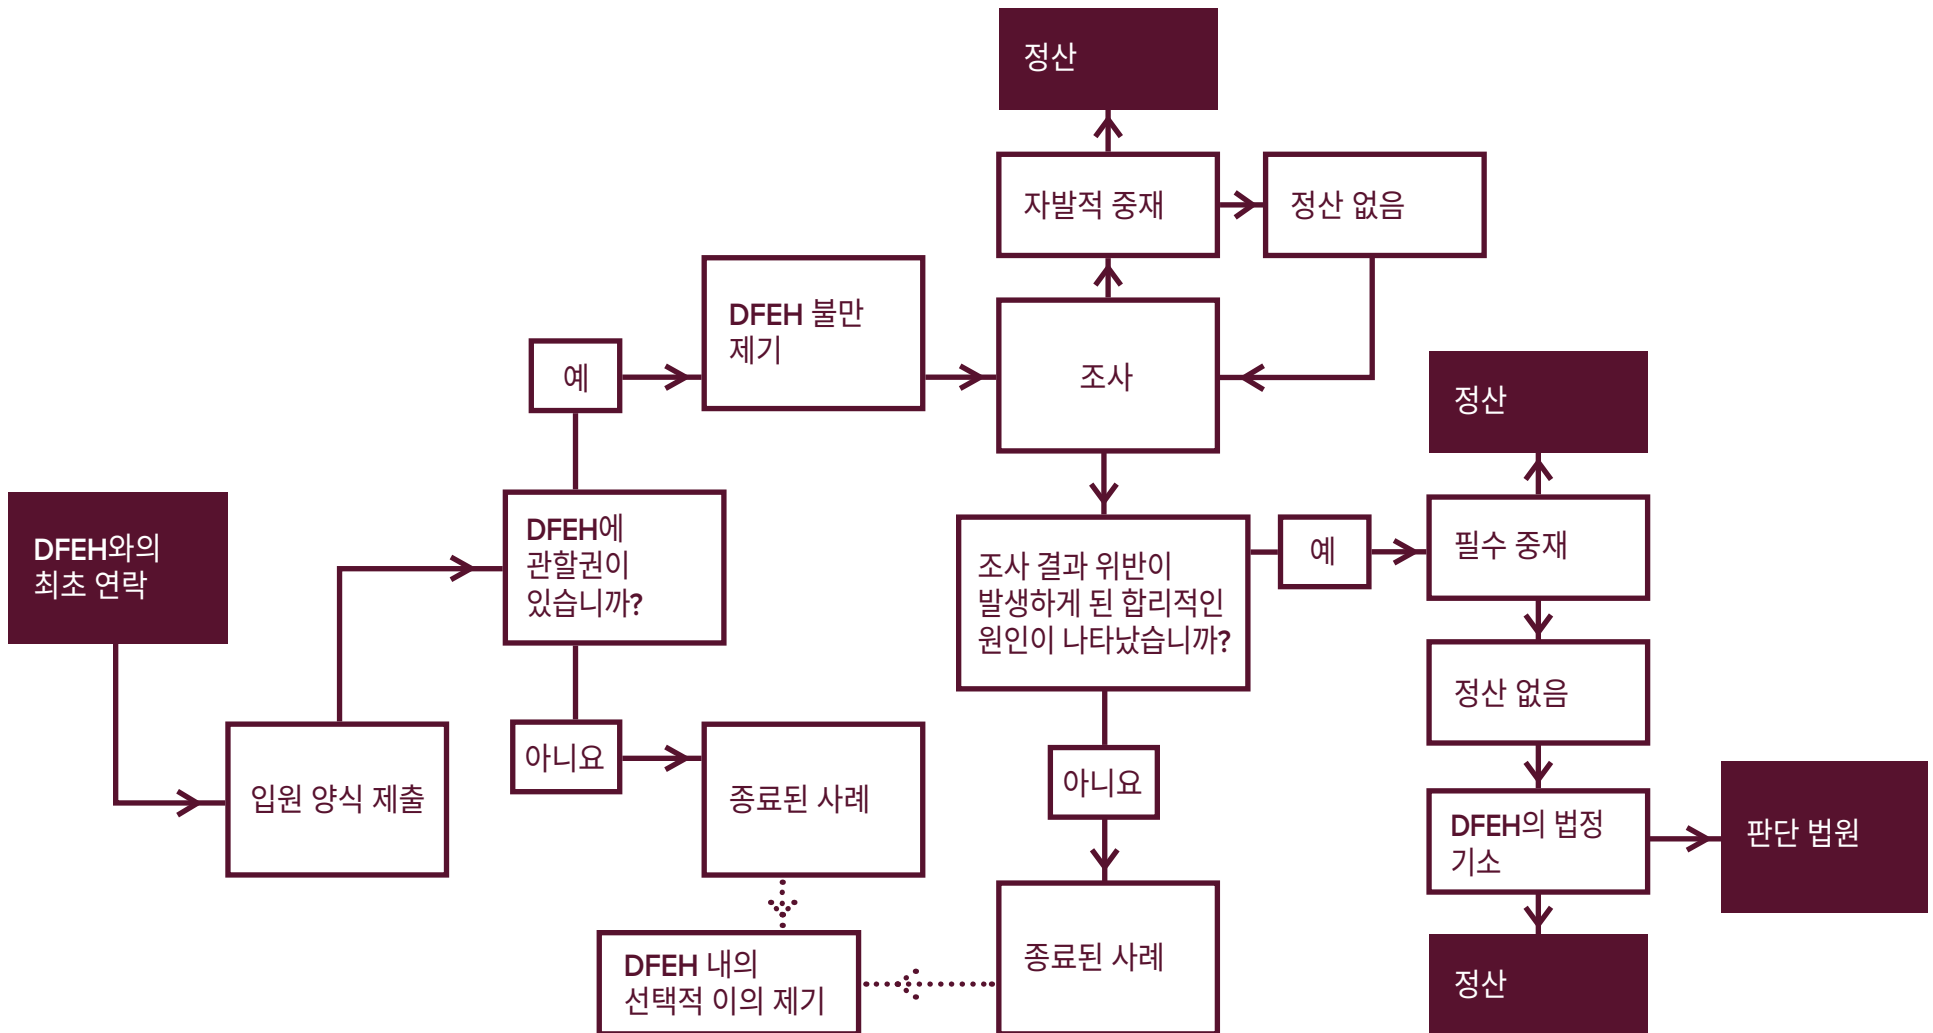 정산
자발적 중재
정산 없음
DFEH 불만
제기
예
조사
정산
DFEH와의
최초 연락
DFEH에
관할권이
있습니까?
조사 결과 위반이
발생하게 된 합리적인
원인이 나타났습니까?
예
필수 중재
정산 없음
아니요
종료된 사례
입원 양식 제출
아니요
DFEH의 법정
기소
판단 법원
DFEH 내의
선택적 이의 제기
종료된 사례
정산